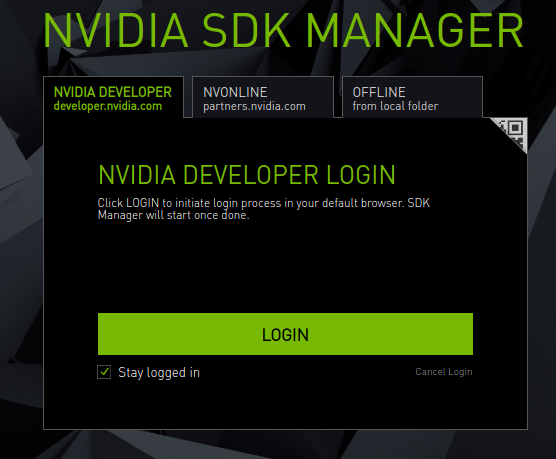 NVIDIA SDK MANAGER
NVIDIA DEVELOPER
developer.nvidia.com
NVONLINE
partners.nvidia.com
OFFLINE
from local folder
NVIDIA DEVELOPER LOGIN
Click LOGIN to initiate login process in your default browser. SDK
Manager will start once done.
LOGIN
Stay logged in
Cancel Login